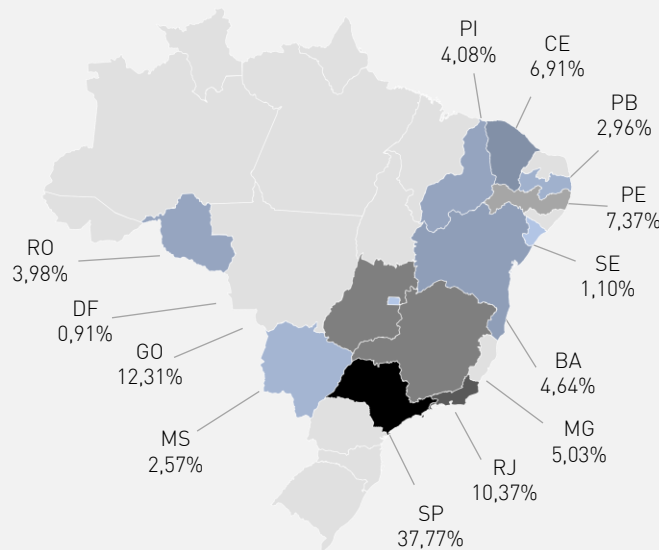 PI
4,08%
CE
6,91%
PB
2,96%
PE
7,37%
SE
1,10%
BA
4,64%
MG
5,03%
RJ
10,37%
SP
37,77%
MS
2,57%
GO
12,31%
DF
0,91%
RO
3,98%